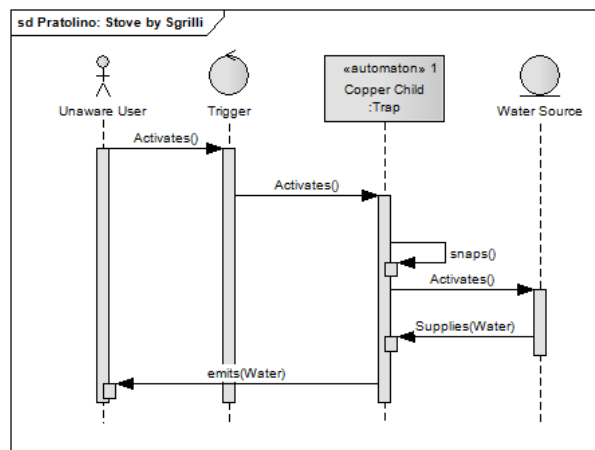 sd Pratolino: Stove by Sgrilli
«automaton» 1
Copper Child
:Trap
Unaware User
Trigger
Water Source
Activates()
Activates()
snaps()
Activates()
Supplies(Water)
emits(Water)